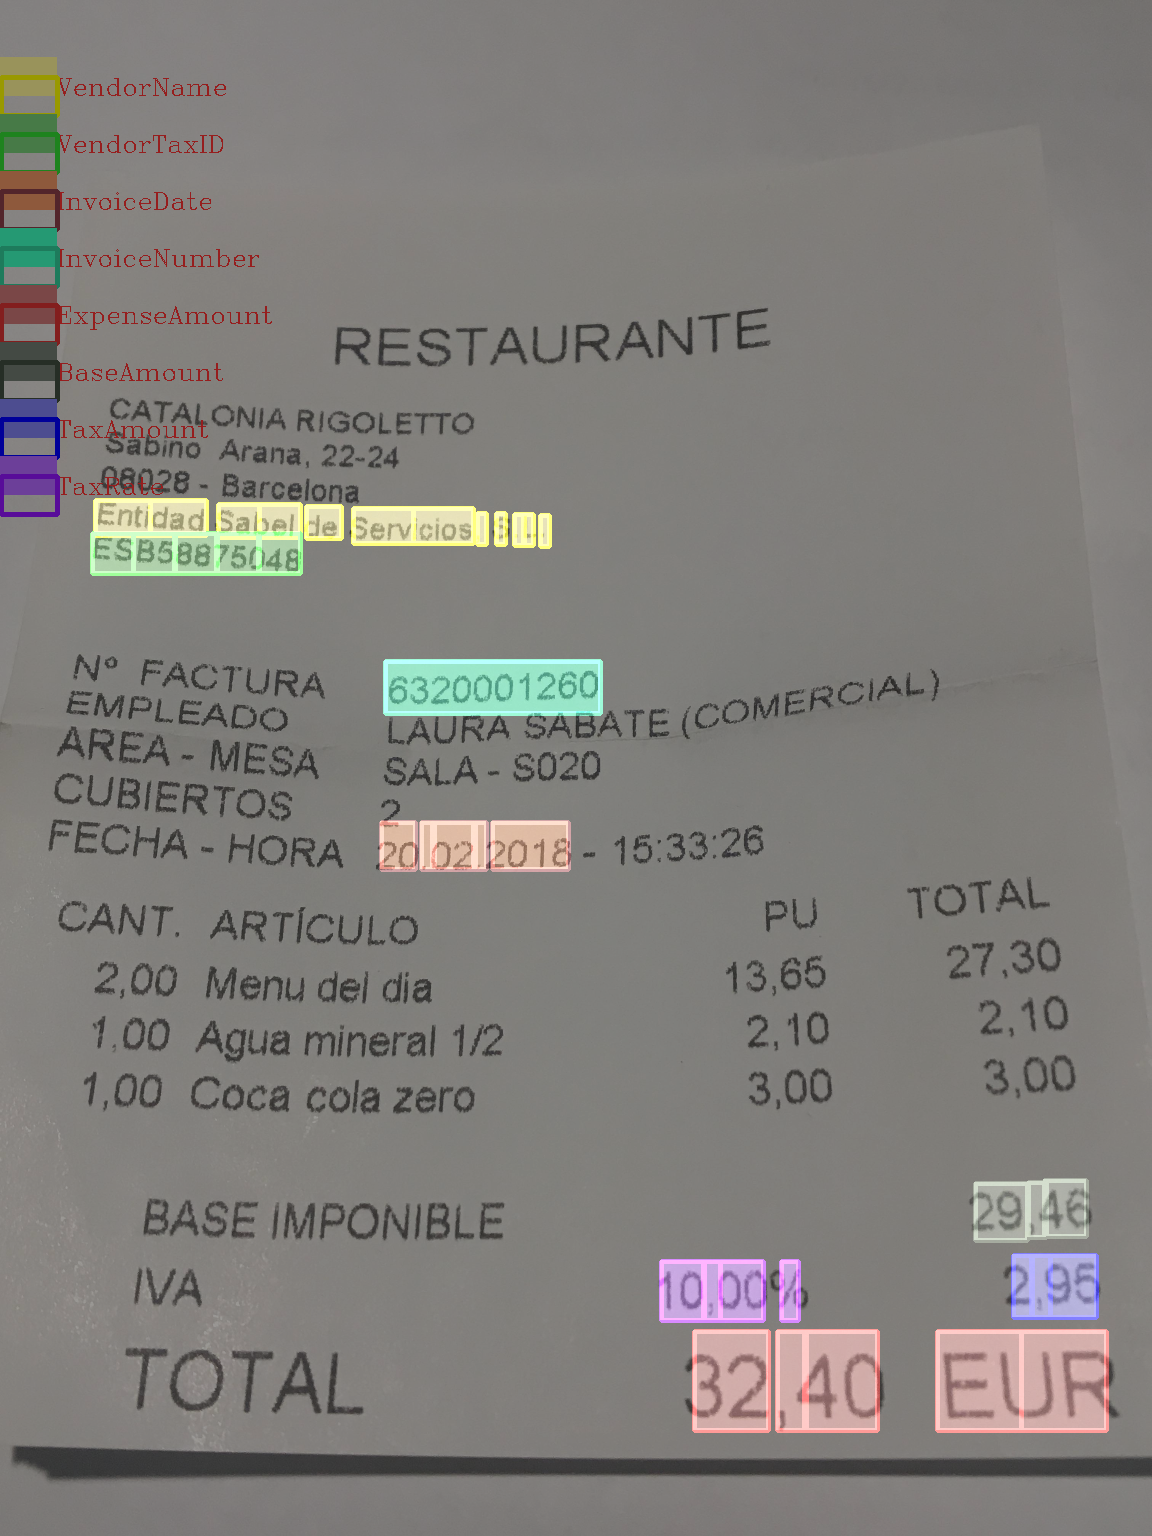 VendorName
VendorTaxID
InvoiceDate
InvoiceNumber
ExpenseAmount
BaseAmount
TaxAmount
TaxRate
RESTAURANTE
CATALONIA RIGOLETTO
Sabino Arana, 22-24
08028 - Barcelona
Entidad Sabel de Servicios, S.L.
ESB58875048
Nº FACTURA 6320001260
EMPLEADO LAURA SABATE (COMERCIAL)
AREA - MESA SALA - S020
CUBIERTOS 2
FECHA - HORA 20.02.2018 - 15:33:26
CANT. ARTÍCULO PU TOTAL
2,00 Menu del dia 13,65 27,30
1,00 Agua mineral 1/2 2,10 2,10
1,00 Coca cola zero 3,00 3,00
BASE IMPONIBLE 29,46
IVA 10,00% 2,95
TOTAL 32,40 EUR